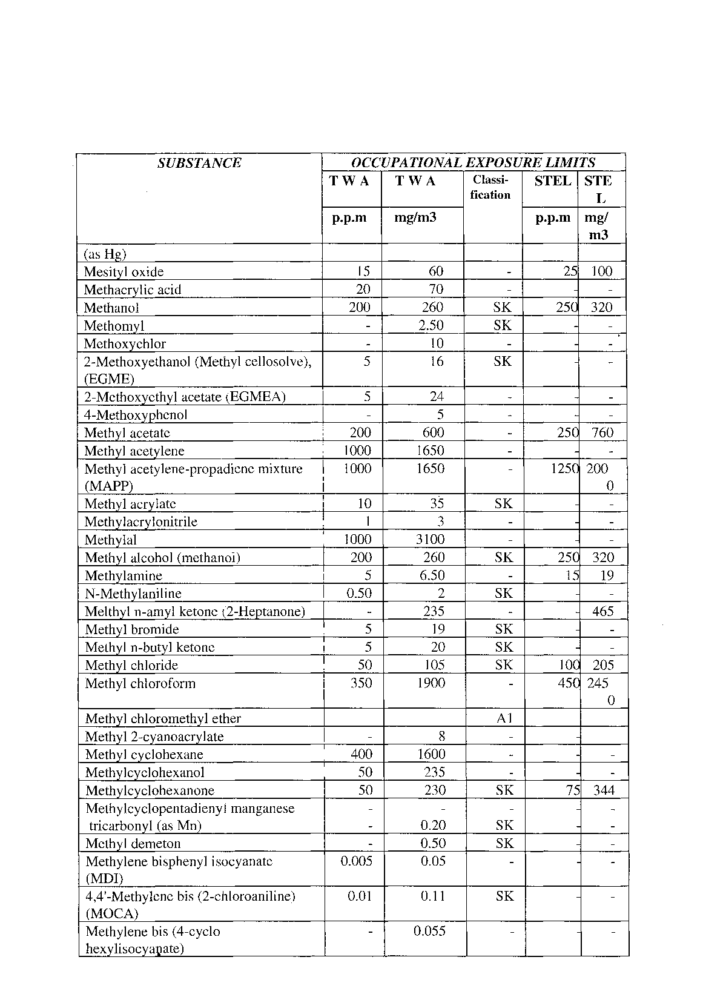 SUBSTANCE OCCUPATIONAL EXPOSURE LIMITS
T W A T W A Classi- STEL STE
fication L
p.p.m mg/m3 p.p.m mg/
m3
(as Hg)
Mesityl oxide 15 60 - 25 100
Methacrylic acid 20 70 - - -
Methanol 200 260 SK 250 320
Methomyl - 2.50 SK - -
Methoxychlor - 10 - - -
2-Methoxyethanol (Methyl cellosolve), 5 16 SK - -
(EGME)
2-Methoxyethyl acetate (EGMEA) 5 24 - - -
4-Methoxyphenol - 5 - - -
Methyl acetate 200 600 - 250 760
Methyl acetylene 1000 1650 - - -
Methyl acetylene-propadiene mixture 1000 1650 - 1250 200
(MAPP) 0
Methyl acrylate 10 35 SK - -
Methylacrylonitrile 1 3 - - -
Methylal 1000 3100 - - -
Methyl alcohol (methanol) 200 260 SK 250 320
Methylamine 5 6.50 - 15 19
N-Methylaniline 0.50 2 SK - -
Melthyl n-amyl ketone (2-Heptanone) - 235 - - 465
Methyl bromide 5 19 SK - -
Methyl n-butyl ketone 5 20 SK - -
Methyl chloride 50 105 SK 100 205
Methyl chloroform 350 1900 - 450 245
0
Methyl chloromethyl ether A1
Methyl 2-cyanoacrylate - 8 - -
Methyl cyclohexane 400 1600 - - -
Methylcyclohexanol 50 235 - - -
Methylcyclohexanone 50 230 SK 75 344
Methylcyclopentadienyl manganese - - - - -
tricarbonyl (as Mn) - 0.20 SK - -
Methyl demeton - 0.50 SK - -
Methylene bisphenyl isocyanate 0.005 0.05 - - -
(MDI)
4,4'-Methylene bis (2-chloroaniline) 0.01 0.11 SK - -
(MOCA)
Methylene bis (4-cyclo - 0.055 - - -
hexylisocyanate)